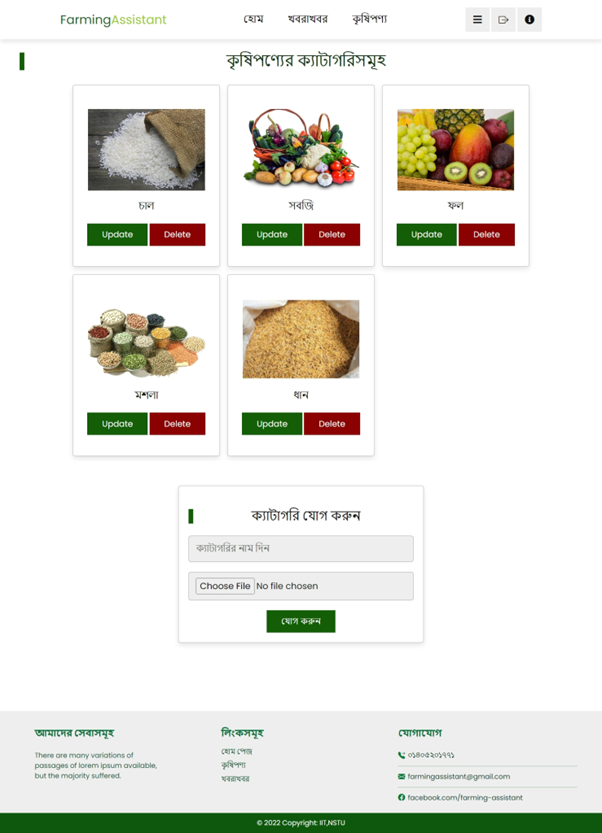 FarmingAssistant
হোম খবরাখবর কৃষিপণ্য
কৃষিপণ্যের ক্যাটাগরিসমূহ
চাল
Update Delete
সবজি
Update Delete
ফল
Update Delete
মশলা
Update Delete
ধান
Update Delete
ক্যাটাগরি যোগ করুন
ক্যাটাগরির নাম দিন
Choose File No file chosen
যোগ করুন
আমাদের সেবাসমূহ
There are many variations of
passages of lorem ipsum available,
but the majority suffered.
লিংকসমূহ
হোম পেজ
কৃষিপণ্য
খবরাখবর
যোগাযোগ
০১৪০৫২০১৭৭১
farmingassistant@gmail.com
facebook.com/farming-assistant
© 2022 Copyright: IIT,NSTU